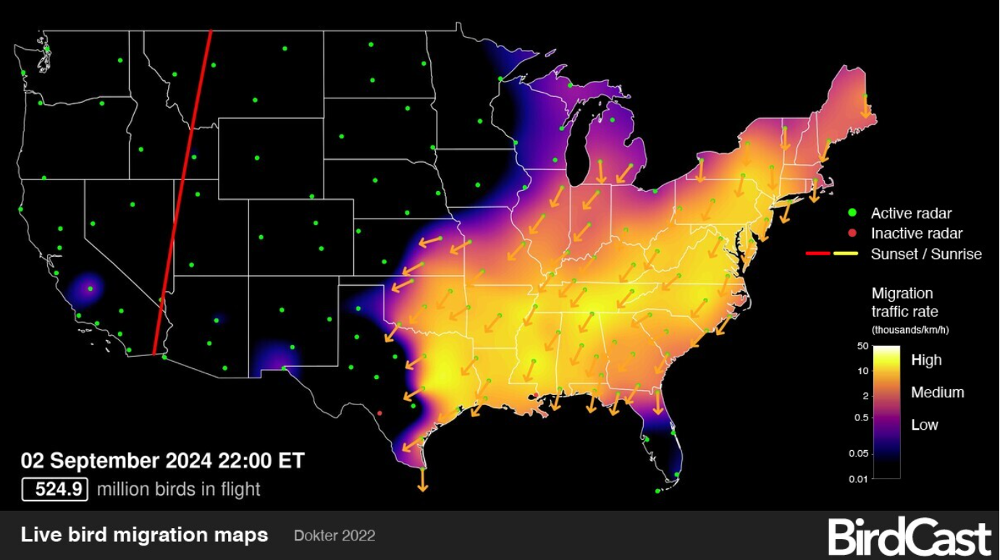 Active radar
Inactive radar
Sunset / Sunrise
Migration
traffic rate
(thousands/km/h)
50
High
10
2
Medium
0.5
Low
0.05
0.01
02 September 2024 22:00 ET
524.9 million birds in flight
Live bird migration maps Dokter 2022
BirdCast